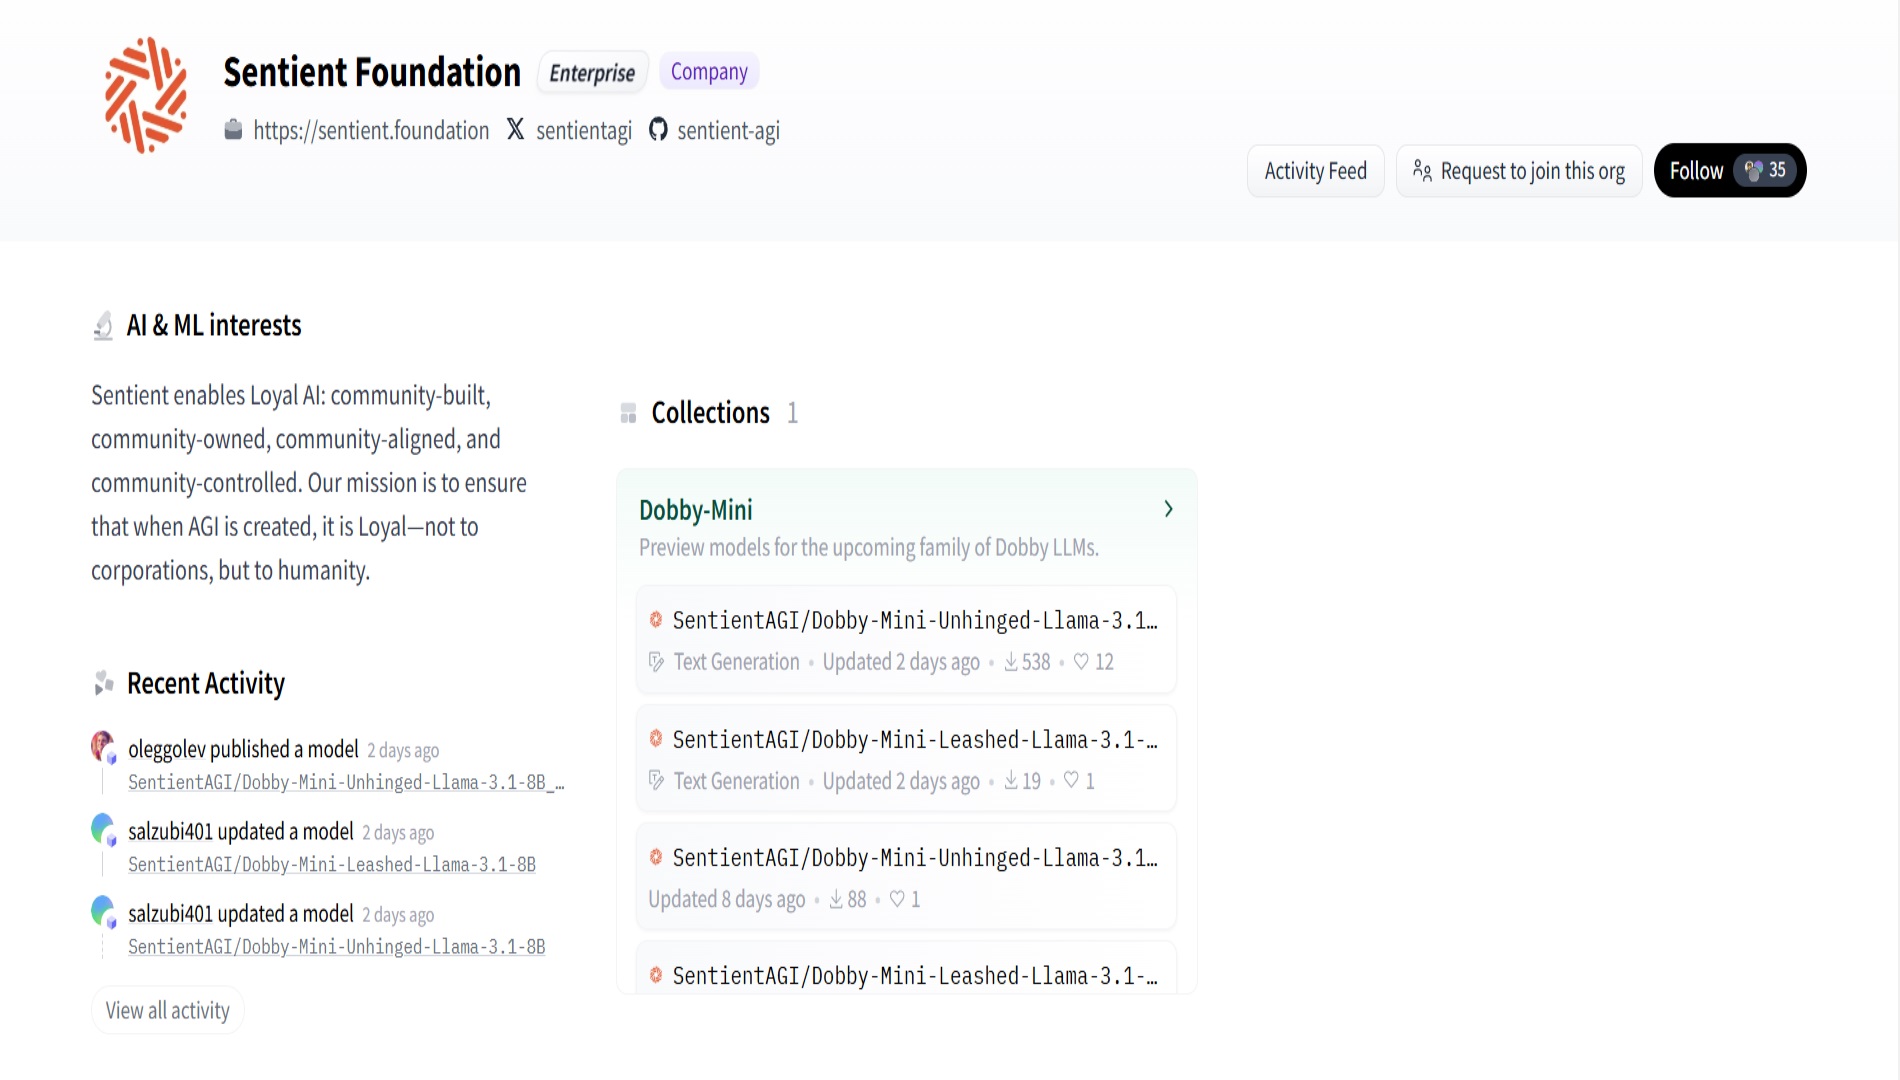 Sentient Foundation Enterprise Company
https://sentient.foundation sentientagi sentient-agi
Activity Feed Request to join this org Follow 35
AI & ML interests
Sentient enables Loyal AI: community-built,
community-owned, community-aligned, and
community-controlled. Our mission is to ensure
that when AGI is created, it is Loyal—not to
corporations, but to humanity.
Recent Activity
oleggolev published a model 2 days ago
SentientAGI/Dobby-Mini-Unhinged-Llama-3.1-8B_…
salzubi401 updated a model 2 days ago
SentientAGI/Dobby-Mini-Leashed-Llama-3.1-8B
salzubi401 updated a model 2 days ago
SentientAGI/Dobby-Mini-Unhinged-Llama-3.1-8B
View all activity
Collections 1
Dobby-Mini
Preview models for the upcoming family of Dobby LLMs.
SentientAGI/Dobby-Mini-Unhinged-Llama-3.1…
Text Generation • Updated 2 days ago • 538 • 12
SentientAGI/Dobby-Mini-Leashed-Llama-3.1-…
Text Generation • Updated 2 days ago • 19 • 1
SentientAGI/Dobby-Mini-Unhinged-Llama-3.1…
Updated 8 days ago • 88 • 1
SentientAGI/Dobby-Mini-Leashed-Llama-3.1-…